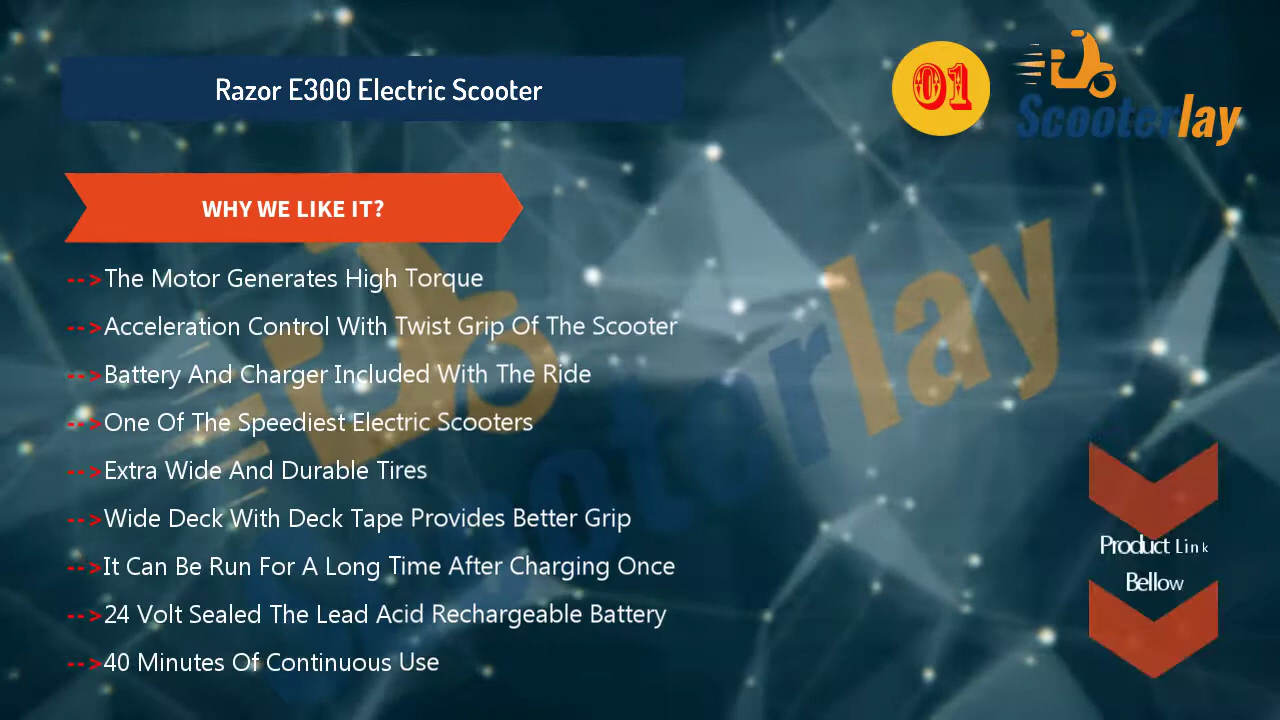 Razor E300 Electric Scooter
01
Scooterlay
WHY WE LIKE IT?
-->The Motor Generates High Torque
-->Acceleration Control With Twist Grip Of The Scooter
-->Battery And Charger Included With The Ride
-->One Of The Speediest Electric Scooters
-->Extra Wide And Durable Tires
-->Wide Deck With Deck Tape Provides Better Grip
-->It Can Be Run For A Long Time After Charging Once
-->24 Volt Sealed The Lead Acid Rechargeable Battery
-->40 Minutes Of Continuous Use
Product Link
Bellow
Scooterlay